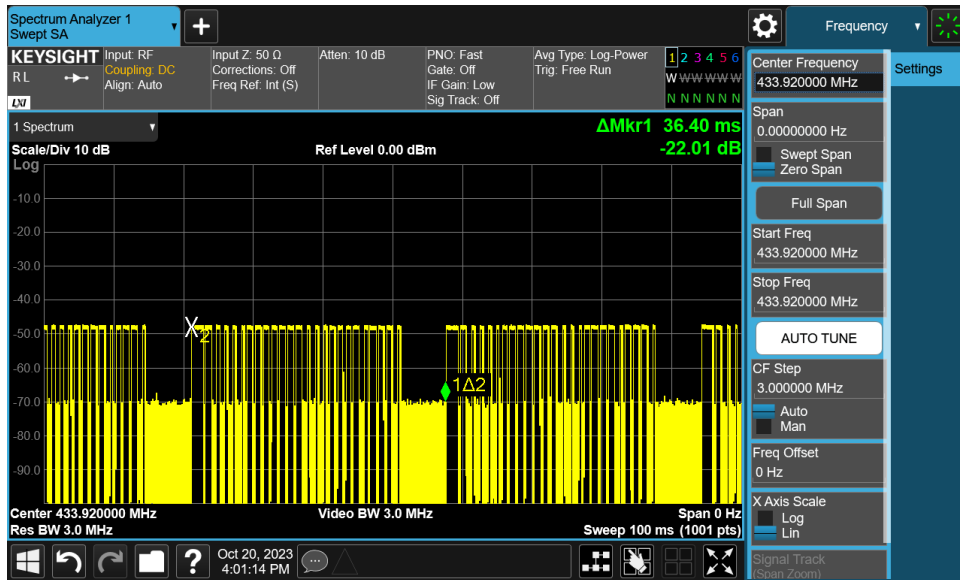 Spectrum Analyzer 1
Swept SA
+
Frequency
KEYSIGHT
RL
LXI
Input: RF
Coupling: DC
Align: Auto
Input Z: 50 Ω
Corrections: Off
Freq Ref: Int (S)
Atten: 10 dB
PNO: Fast
Gate: Off
IF Gain: Low
Sig Track: Off
Avg Type: Log-Power
Trig: Free Run
1 2 3 4 5 6
W W W W W W
N N N N N N
1 Spectrum
ΔMkr1 36.40 ms
-22.01 dB
Scale/Div 10 dB
Ref Level 0.00 dBm
Log
-10.0
-20.0
-30.0
-40.0
-50.0
-60.0
-70.0
-80.0
-90.0
X2
1Δ2
Center 433.920000 MHz
Video BW 3.0 MHz
Span 0 Hz
Res BW 3.0 MHz
Sweep 100 ms (1001 pts)
Center Frequency
433.920000 MHz
Span
0.00000000 Hz
Swept Span
Zero Span
Full Span
Start Freq
433.920000 MHz
Stop Freq
433.920000 MHz
AUTO TUNE
CF Step
3.000000 MHz
Auto
Man
Freq Offset
0 Hz
X Axis Scale
Log
Lin
Signal Track
(Span Zoom)
Settings
?
Oct 20, 2023
4:01:14 PM